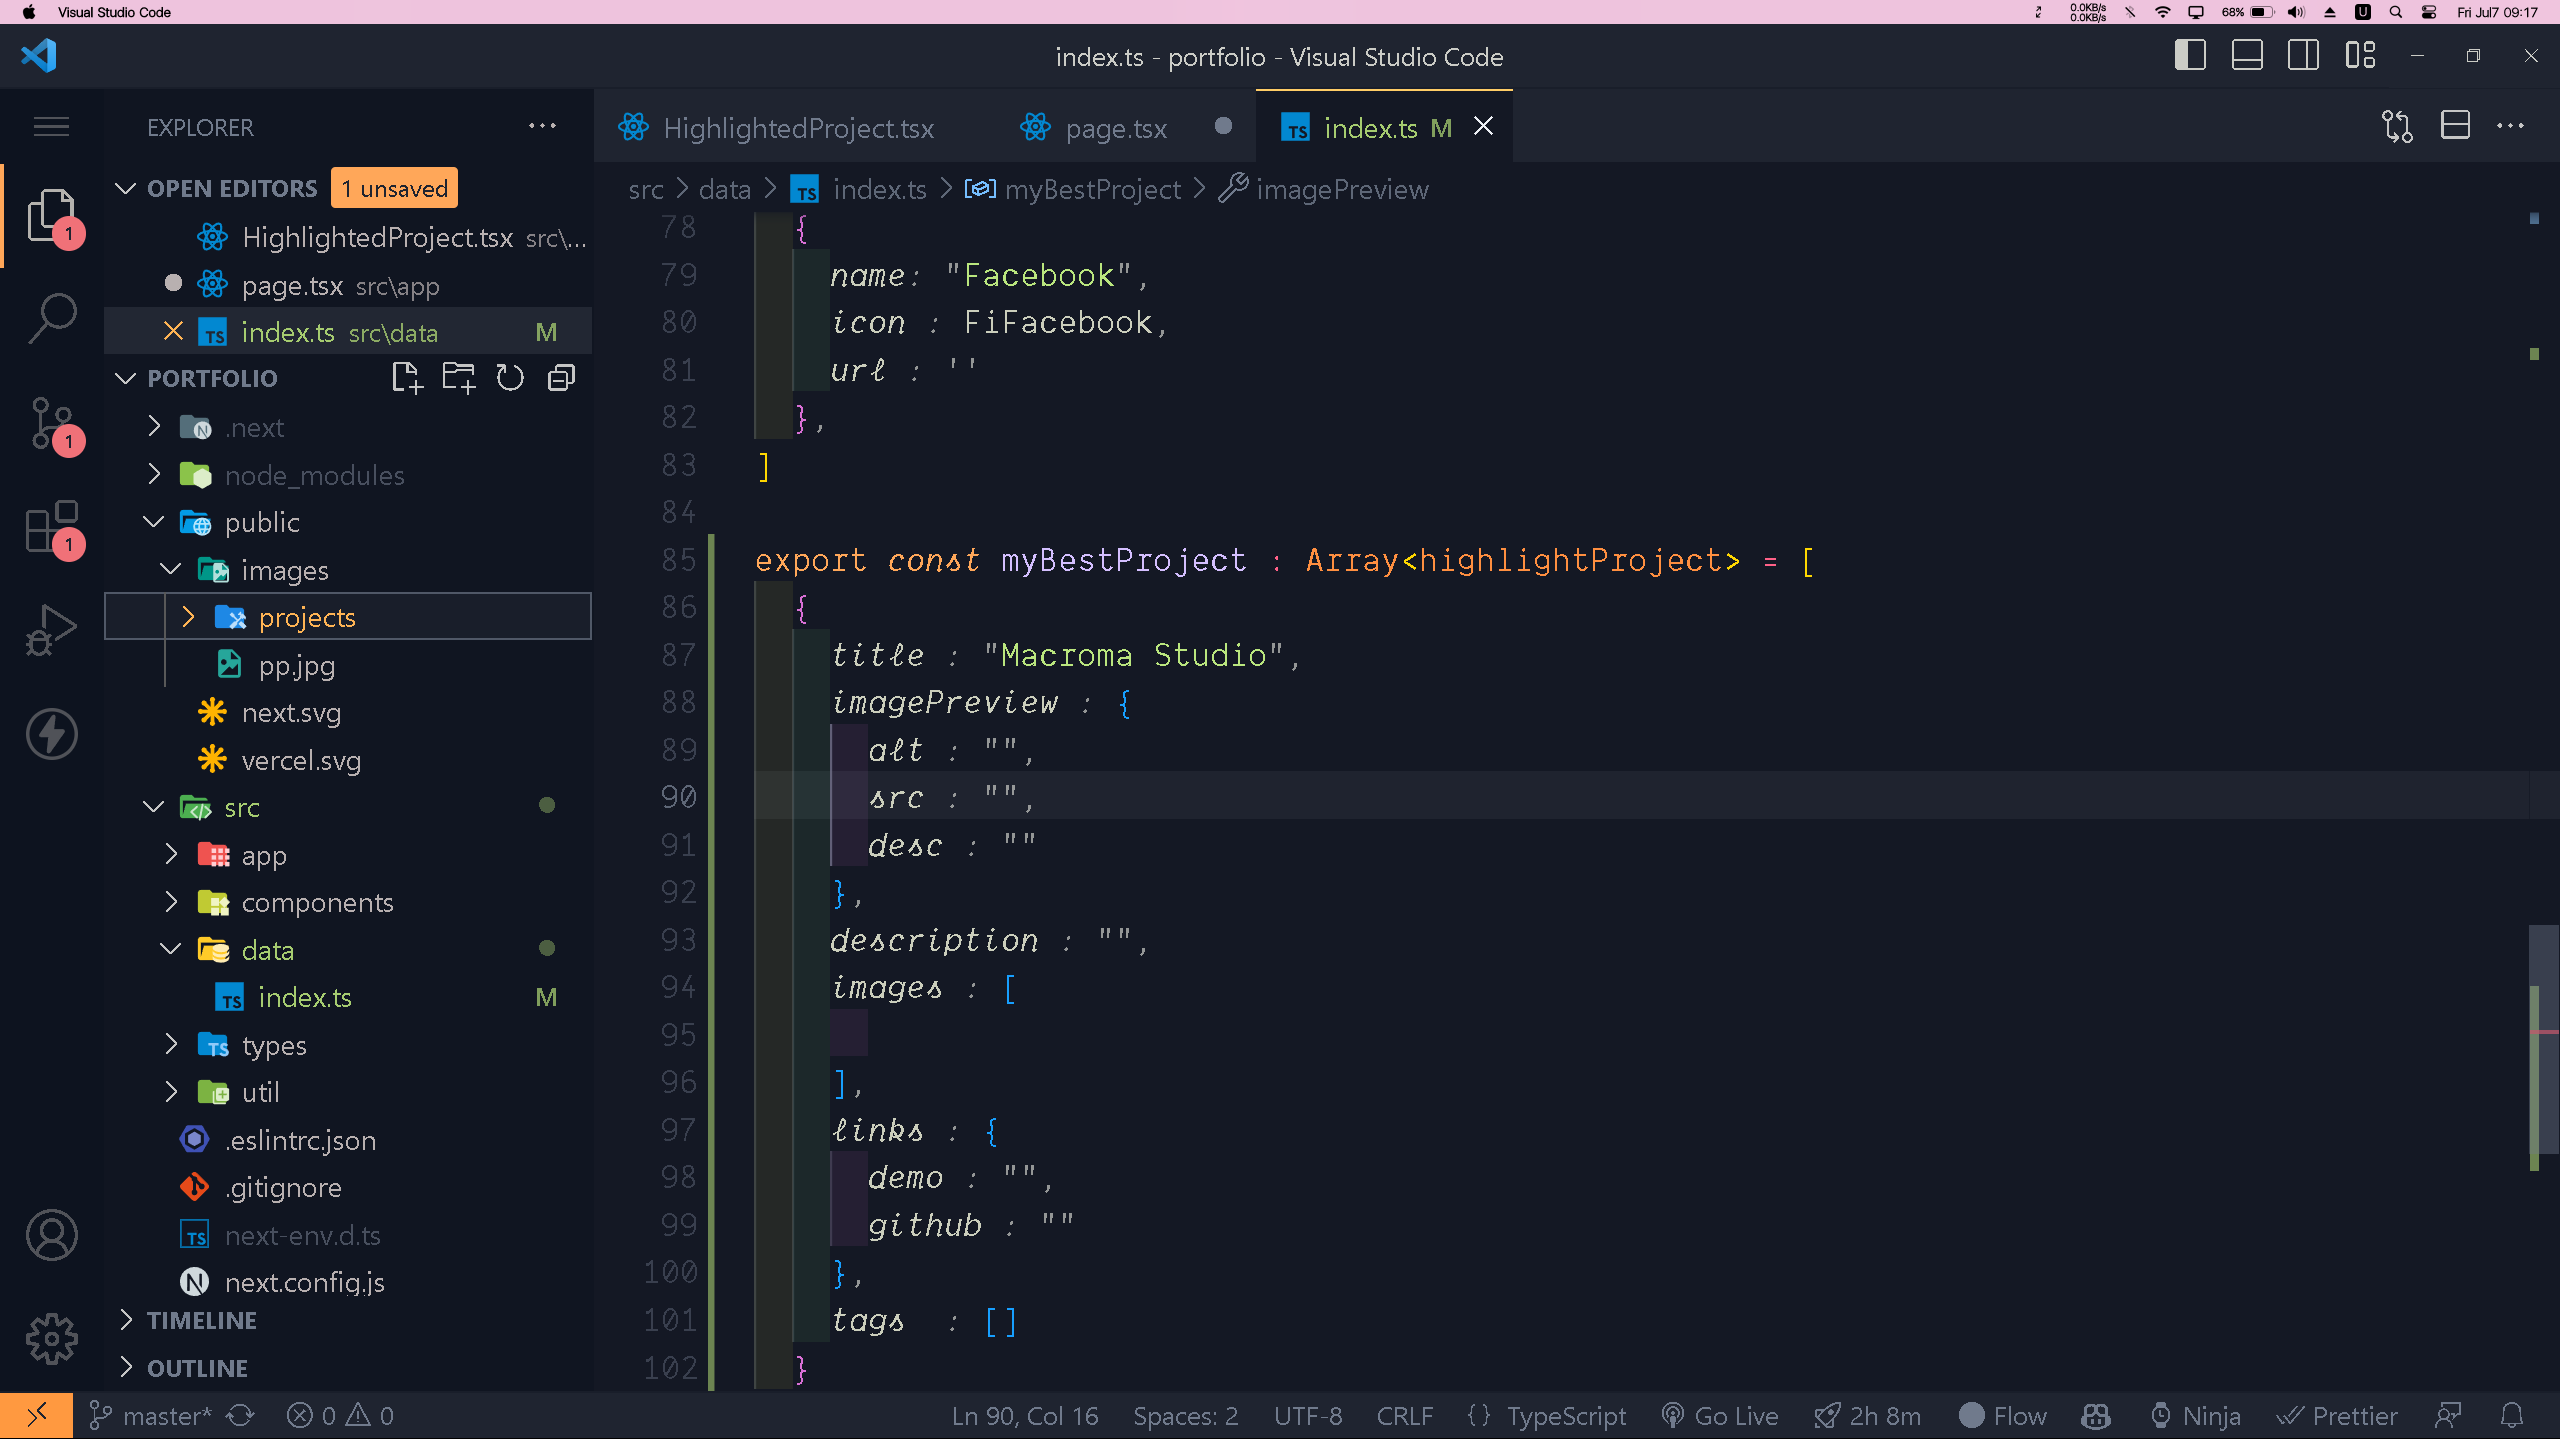 Visual Studio Code
0.0KB/s
0.0KB/s
68%
U
Fri Jul7 09:17
index.ts - portfolio - Visual Studio Code
EXPLORER
OPEN EDITORS
1 unsaved
HighlightedProject.tsx src\...
page.tsx src\app
index.ts src\data M
PORTFOLIO
.next
node_modules
public
images
projects
pp.jpg
next.svg
vercel.svg
src
app
components
data
index.ts M
types
util
.eslintrc.json
.gitignore
next-env.d.ts
next.config.js
TIMELINE
OUTLINE
1
1
1
HighlightedProject.tsx
page.tsx
index.ts M
src > data > index.ts > myBestProject > imagePreview
78 {
79 name: "Facebook",
80 icon : FiFacebook,
81 url : ''
82 },
83 ]
84
85 export const myBestProject : Array<highlightProject> = [
86 {
87 title : "Macroma Studio",
88 imagePreview : {
89 alt : "",
90 src : "",
91 desc : ""
92 },
93 description : "",
94 images : [
95
96 ],
97 links : {
98 demo : "",
99 github : ""
100 },
101 tags : []
102 }
master* 0 0 Ln 90, Col 16 Spaces: 2 UTF-8 CRLF {} TypeScript Go Live 2h 8m Flow Ninja Prettier